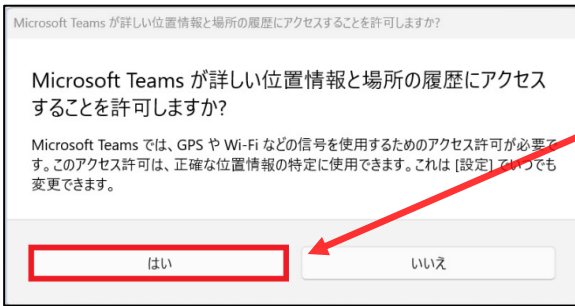 Microsoft Teams が詳しい位置情報と場所の履歴にアクセスすることを許可しますか?
Microsoft Teams が詳しい位置情報と場所の履歴にアクセス
することを許可しますか?
Microsoft Teams では、GPS や Wi-Fi などの信号を使用するためのアクセス許可が必要で
す。このアクセス許可は、正確な位置情報の特定に使用できます。これは [設定] でいつでも
変更できます。
はい
いいえ